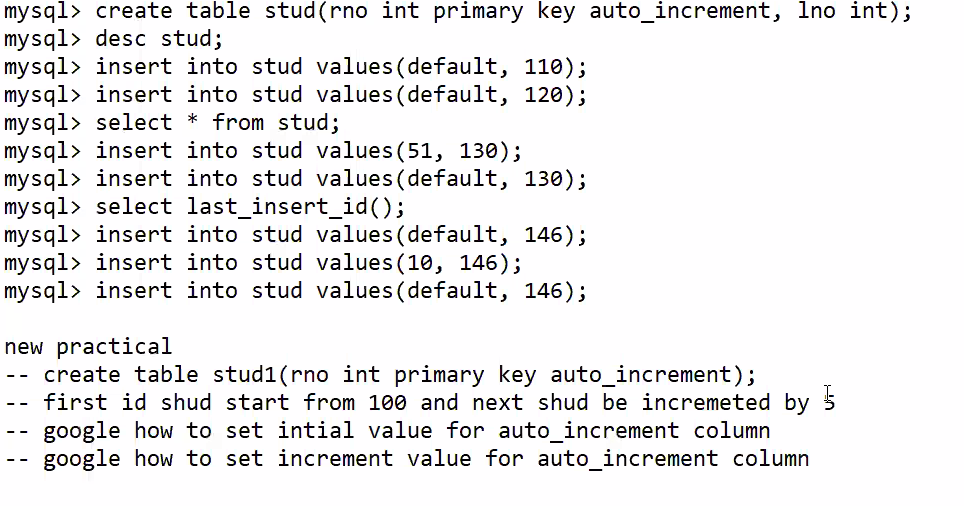 mysql> create table stud(rno int primary key auto_increment, lno int);
mysql> desc stud;
mysql> insert into stud values(default, 110);
mysql> insert into stud values(default, 120);
mysql> select * from stud;
mysql> insert into stud values(51, 130);
mysql> insert into stud values(default, 130);
mysql> select last_insert_id();
mysql> insert into stud values(default, 146);
mysql> insert into stud values(10, 146);
mysql> insert into stud values(default, 146);
new practical
-- create table stud1(rno int primary key auto_increment);
-- first id shud start from 100 and next shud be incremeted by 5
-- google how to set intial value for auto_increment column
-- google how to set increment value for auto_increment column